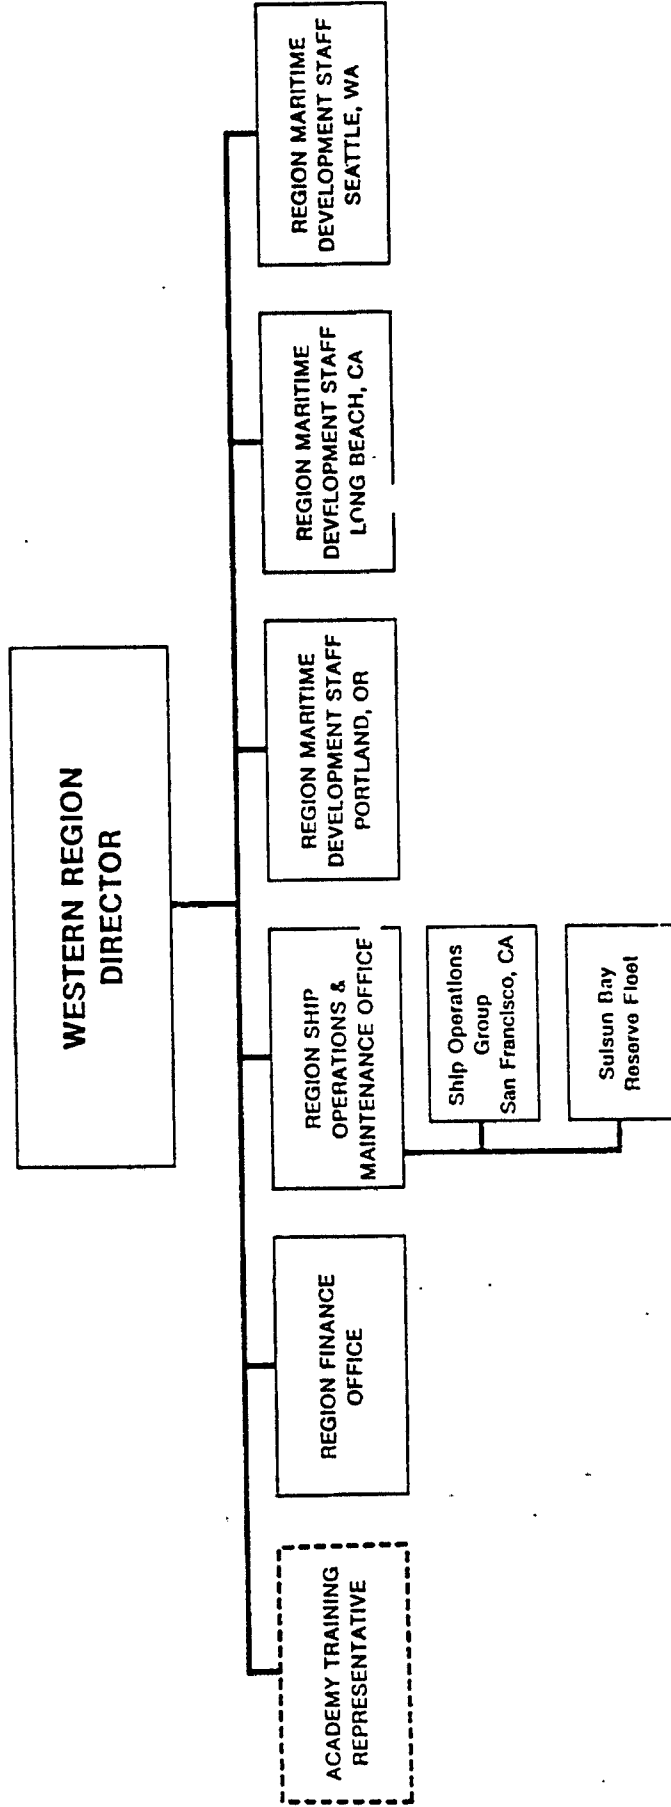 WESTERN REGION
DIRECTOR
ACADEMY TRAINING
REPRESENTATIVE
REGION FINANCE
OFFICE
REGION SHIP
OPERATIONS &
MAINTENANCE OFFICE
Ship Operations
Group
San Francisco, CA
Suisun Bay
Reserve Fleet
REGION MARITIME
DEVELOPMENT STAFF
PORTLAND, OR
REGION MARITIME
DEVELOPMENT STAFF
LONG BEACH, CA
REGION MARITIME
DEVELOPMENT STAFF
SEATTLE, WA